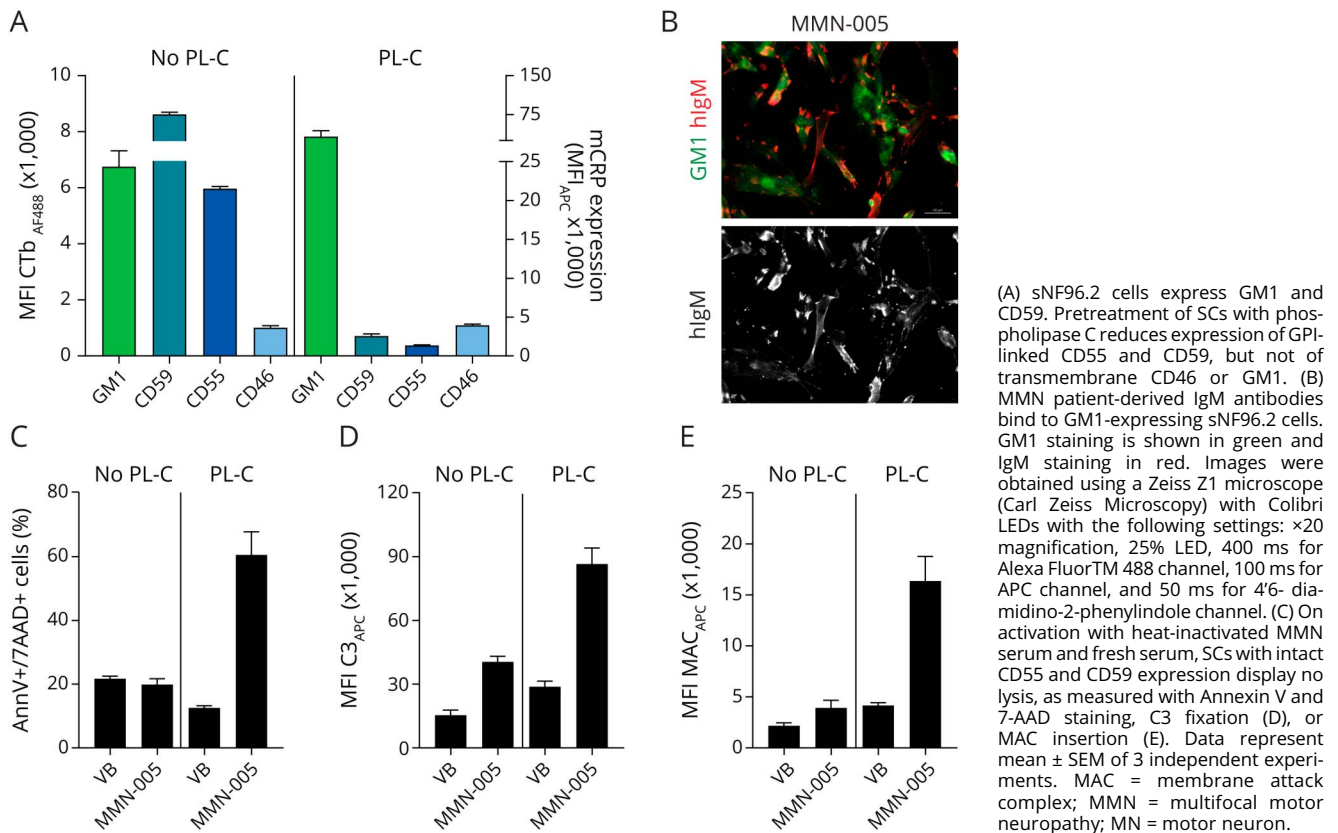 A
No PL-C
PL-C
10
8
6
4
2
0
MFI CTb AF488 (x1,000)
150
75
25
20
15
10
5
0
mCRP expression
(MFIAPC x1,000)
GM1
CD59
CD55
CD46
GM1
CD59
CD55
CD46
B
MMN-005
GM1 hIgM
hIgM
C
No PL-C
PL-C
80
60
40
20
0
AnnV+/7AAD+ cells (%)
VB
MMN-005
VB
MMN-005
D
No PL-C
PL-C
120
90
60
30
0
MFI C3APC (x1,000)
VB
MMN-005
VB
MMN-005
E
No PL-C
PL-C
25
20
15
10
5
0
MFI MACAPC (x1,000)
VB
MMN-005
VB
MMN-005
(A) sNF96.2 cells express GM1 and
CD59. Pretreatment of SCs with phos-
pholipase C reduces expression of GPI-
linked CD55 and CD59, but not of
transmembrane CD46 or GM1. (B)
MMN patient-derived IgM antibodies
bind to GM1-expressing sNF96.2 cells.
GM1 staining is shown in green and
IgM staining in red. Images were
obtained using a Zeiss Z1 microscope
(Carl Zeiss Microscopy) with Colibri
LEDs with the following settings: ×20
magnification, 25% LED, 400 ms for
Alexa FluorTM 488 channel, 100 ms for
APC channel, and 50 ms for 4’6- dia-
midino-2-phenylindole channel. (C) On
activation with heat-inactivated MMN
serum and fresh serum, SCs with intact
CD55 and CD59 expression display no
lysis, as measured with Annexin V and
7-AAD staining, C3 fixation (D), or
MAC insertion (E). Data represent
mean ± SEM of 3 independent experi-
ments. MAC = membrane attack
complex; MMN = multifocal motor
neuropathy; MN = motor neuron.